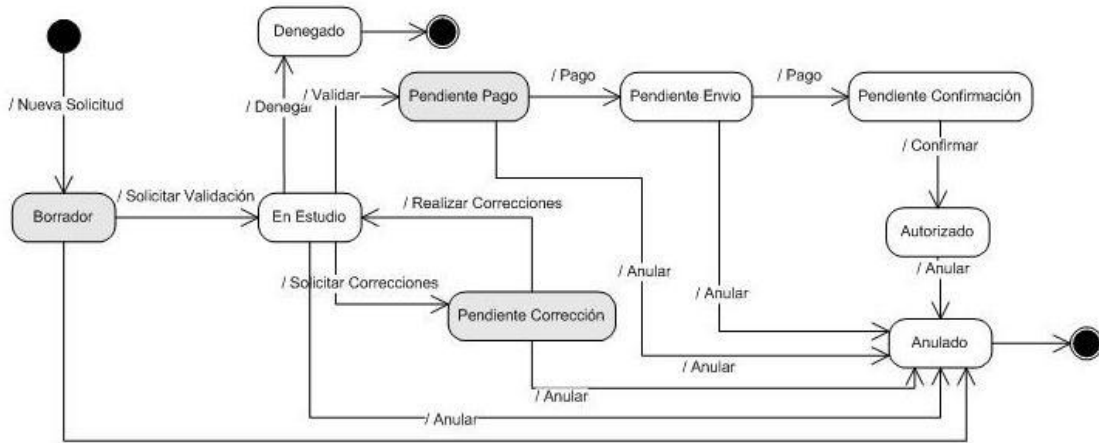 Denegado
/ Nueva Solicitud
/ Denegar
/ Validar
Pendiente Pago
/ Pago
Pendiente Envio
/ Pago
Pendiente Confirmación
/ Confirmar
Borrador
/ Solicitar Validación
En Estudio
/ Realizar Correcciones
Autorizado
/ Solicitar Correcciones
/ Anular
/ Anular
/ Anular
Pendiente Corrección
Anulado
/ Anular
/ Anular
/ Anular